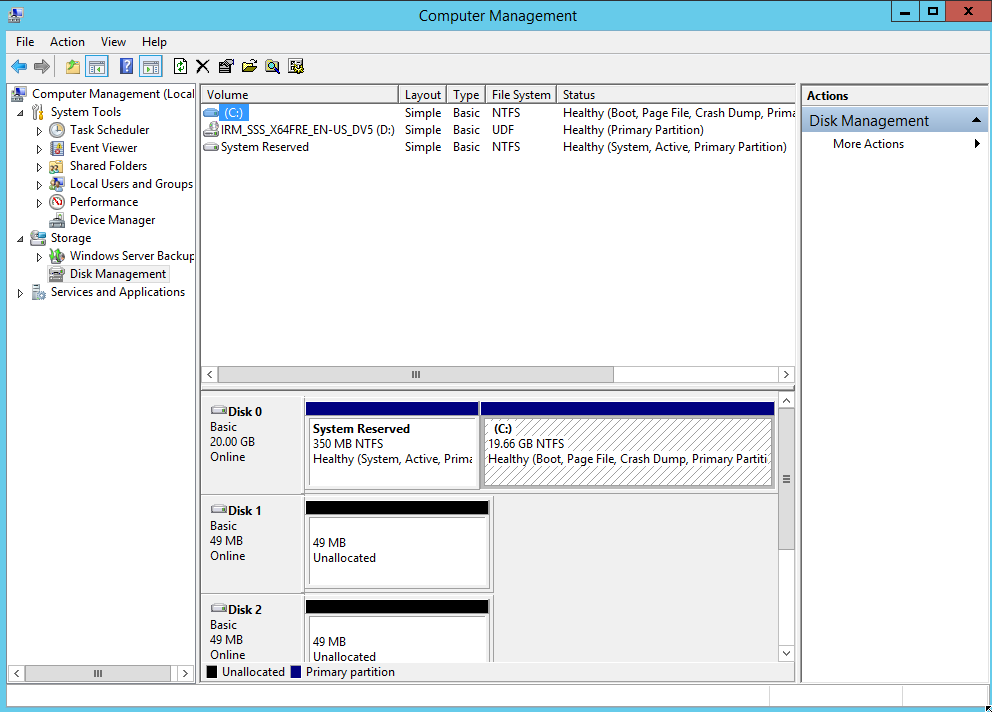 Computer Management
File Action View Help
Computer Management (Local
System Tools
Task Scheduler
Event Viewer
Shared Folders
Local Users and Groups
Performance
Device Manager
Storage
Windows Server Backup
Disk Management
Services and Applications
Volume Layout Type File System Status
(C:) Simple Basic NTFS Healthy (Boot, Page File, Crash Dump, Prima
IRM_SSS_X64FRE_EN-US_DV5 (D:) Simple Basic UDF Healthy (Primary Partition)
System Reserved Simple Basic NTFS Healthy (System, Active, Primary Partition)
Disk 0
Basic
20.00 GB
Online
System Reserved
350 MB NTFS
Healthy (System, Active, Prima
(C:)
19.66 GB NTFS
Healthy (Boot, Page File, Crash Dump, Primary Partiti
Disk 1
Basic
49 MB
Online
49 MB
Unallocated
Disk 2
Basic
49 MB
Online
49 MB
Unallocated
Unallocated Primary partition
Actions
Disk Management
More Actions